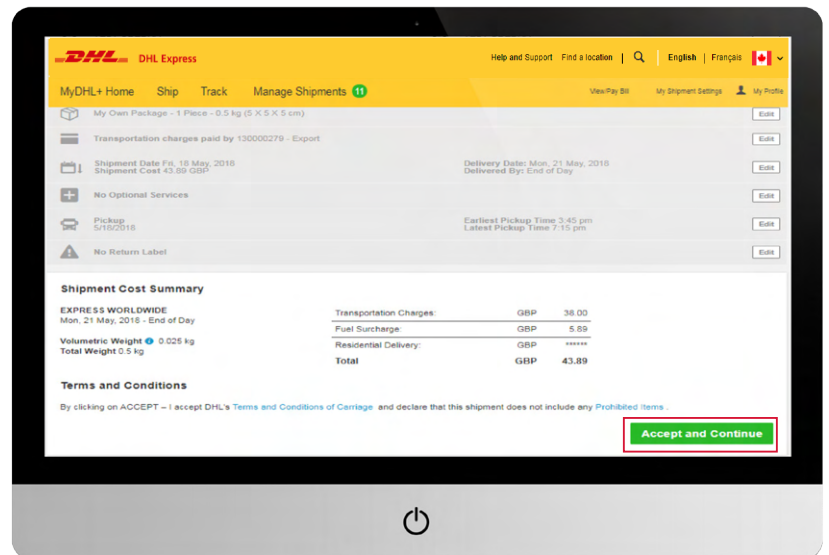 DHL DHL Express
Help and Support Find a location | English | Français
MyDHL+ Home Ship Track Manage Shipments 11
View/Pay Bill My Shipment Settings My Profile
My Own Package - 1 Piece - 0.5 kg (5 X 5 X 5 cm) Edit
Transportation charges paid by 130000279 - Export Edit
Shipment Date Fri, 18 May, 2018 Delivery Date: Mon, 21 May, 2018
Shipment Cost 43.89 GBP Delivered By: End of Day
Edit
No Optional Services Edit
Pickup Earliest Pickup Time 3:45 pm
5/18/2018 Latest Pickup Time 7:15 pm
Edit
No Return Label Edit
Shipment Cost Summary
EXPRESS WORLDWIDE
Mon, 21 May, 2018 - End of Day
Volumetric Weight 0.025 kg
Total Weight 0.5 kg
Transportation Charges: GBP 38.00
Fuel Surcharge: GBP 5.89
Residential Delivery: GBP ******
Total GBP 43.89
Terms and Conditions
By clicking on ACCEPT – I accept DHL's Terms and Conditions of Carriage and declare that this shipment does not include any Prohibited Items .
Accept and Continue